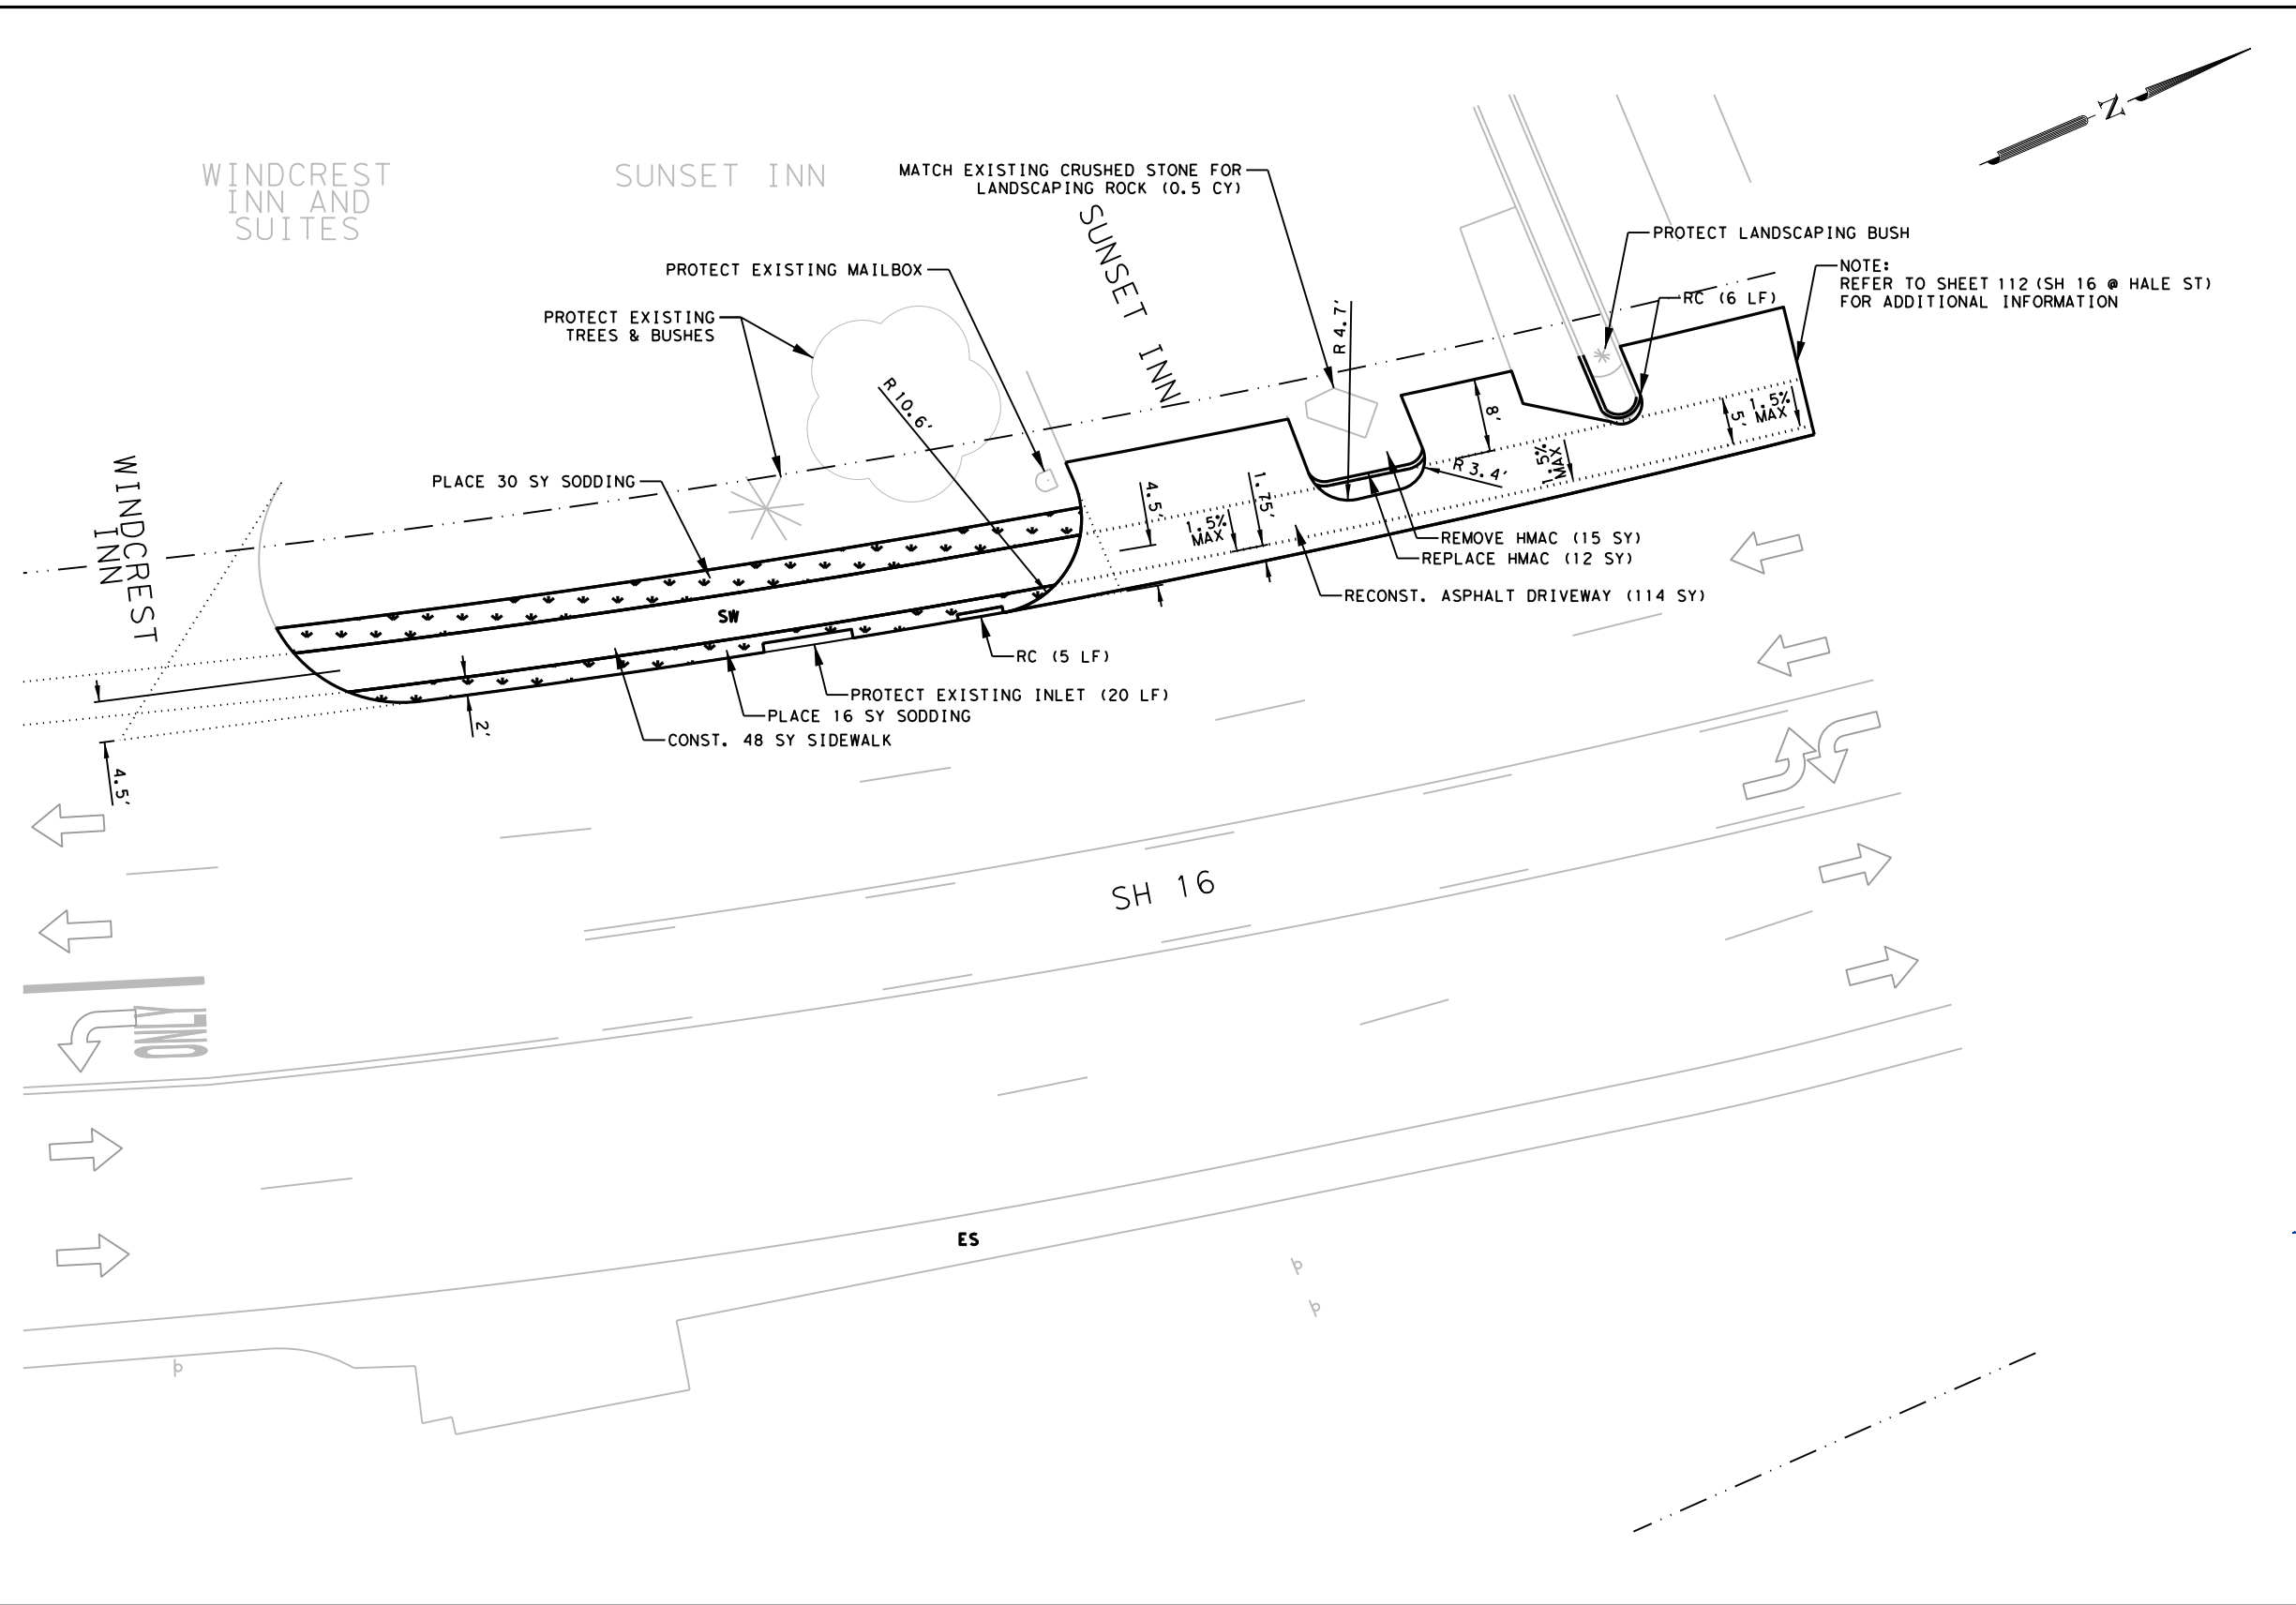 N
WINDCREST
INN AND
SUITES
SUNSET INN
MATCH EXISTING CRUSHED STONE FOR
LANDSCAPING ROCK (0.5 CY)
SUNSET INN
PROTECT LANDSCAPING BUSH
NOTE:
REFER TO SHEET 112 (SH 16 @ HALE ST)
FOR ADDITIONAL INFORMATION
RC (6 LF)
PROTECT EXISTING MAILBOX
PROTECT EXISTING
TREES & BUSHES
R 4.7'
R 10.6'
8'
5'
1.5%
MAX
1.5%
MAX
R 3.4'
WINDCREST
INN
PLACE 30 SY SODDING
4.5'
1.75'
1.5%
MAX
REMOVE HMAC (15 SY)
REPLACE HMAC (12 SY)
RECONST. ASPHALT DRIVEWAY (114 SY)
SW
RC (5 LF)
PROTECT EXISTING INLET (20 LF)
PLACE 16 SY SODDING
CONST. 48 SY SIDEWALK
2'
4.5'
SH 16
ONLY
ES